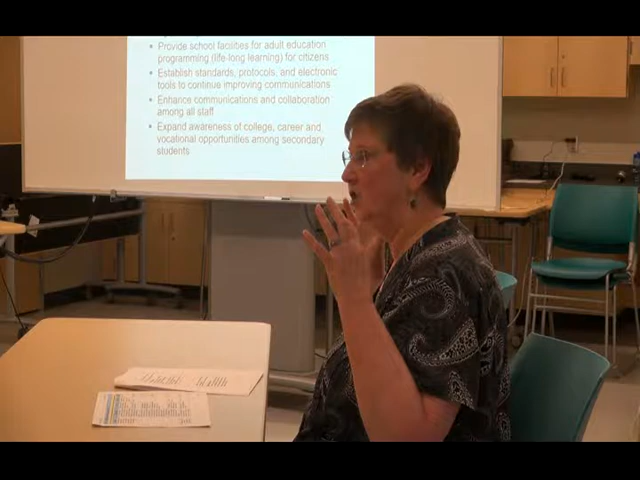 • Provide school facilities for adult education
programming (life-long learning) for citizens
• Establish standards, protocols, and electronic
tools to continue improving communications
• Enhance communications and collaboration
among all staff
• Expand awareness of college, career and
vocational opportunities among secondary
students